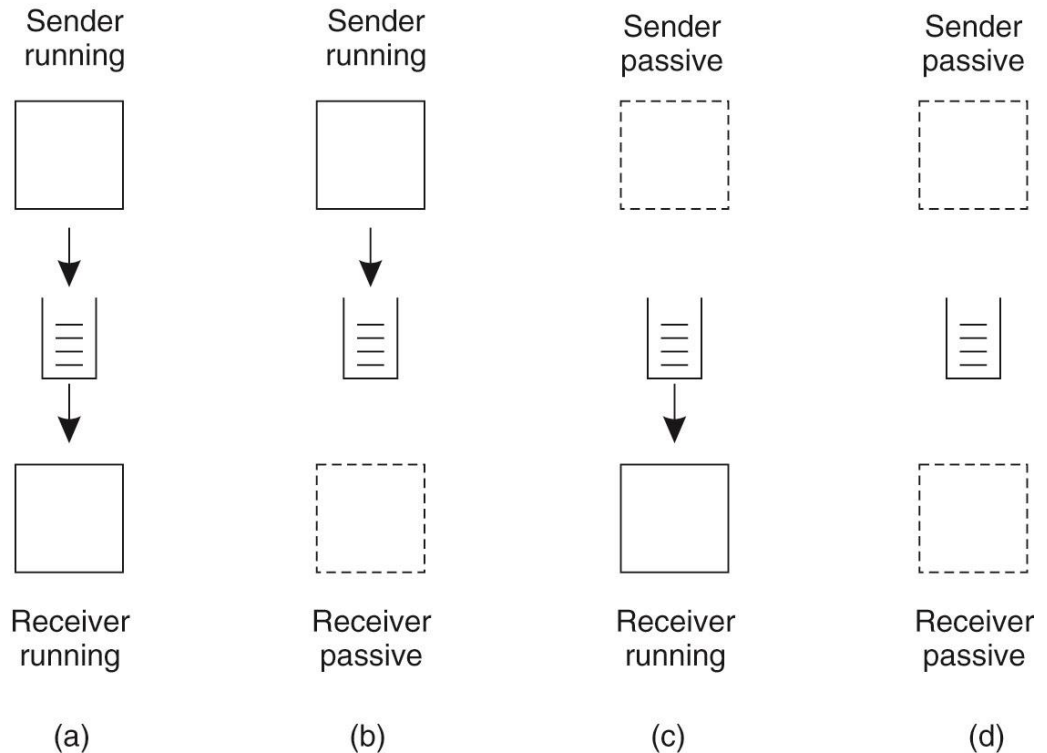 Sender
running
Sender
running
Sender
passive
Sender
passive
Receiver
running
Receiver
passive
Receiver
running
Receiver
passive
(a)
(b)
(c)
(d)